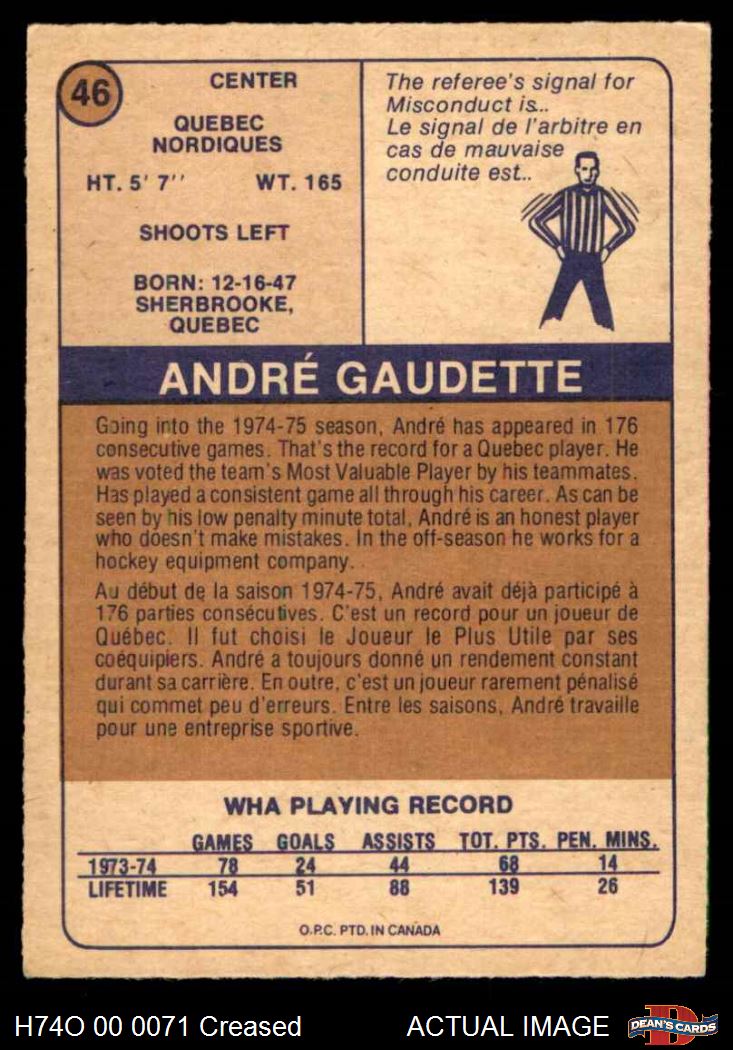 46
CENTER
QUEBEC
NORDIQUES
HT. 5' 7'' WT. 165
SHOOTS LEFT
BORN: 12-16-47
SHERBROOKE,
QUEBEC
The referee's signal for
Misconduct is...
Le signal de l'arbitre en
cas de mauvaise
conduite est...
ANDRÉ GAUDETTE
Going into the 1974-75 season, André has appeared in 176
consecutive games. That's the record for a Quebec player. He
was voted the team's Most Valuable Player by his teammates.
Has played a consistent game all through his career. As can be
seen by his low penalty minute total, André is an honest player
who doesn't make mistakes. In the off-season he works for a
hockey equipment company.
Au début de la saison 1974-75, André avait déjà participé à
176 parties consécutives. C'est un record pour un joueur de
Québec. Il fut choisi le Joueur le Plus Utile par ses
coéquipiers. André a toujours donné un rendement constant
durant sa carrière. En outre, c'est un joueur rarement pénalisé
qui commet peu d'erreurs. Entre les saisons, André travaille
pour une entreprise sportive.
WHA PLAYING RECORD
GAMES GOALS ASSISTS TOT. PTS. PEN. MINS.
1973-74 78 24 44 68 14
LIFETIME 154 51 88 139 26
O.P.C. PTD. IN CANADA
H74O 00 0071 Creased ACTUAL IMAGE DEAN'S CARDS